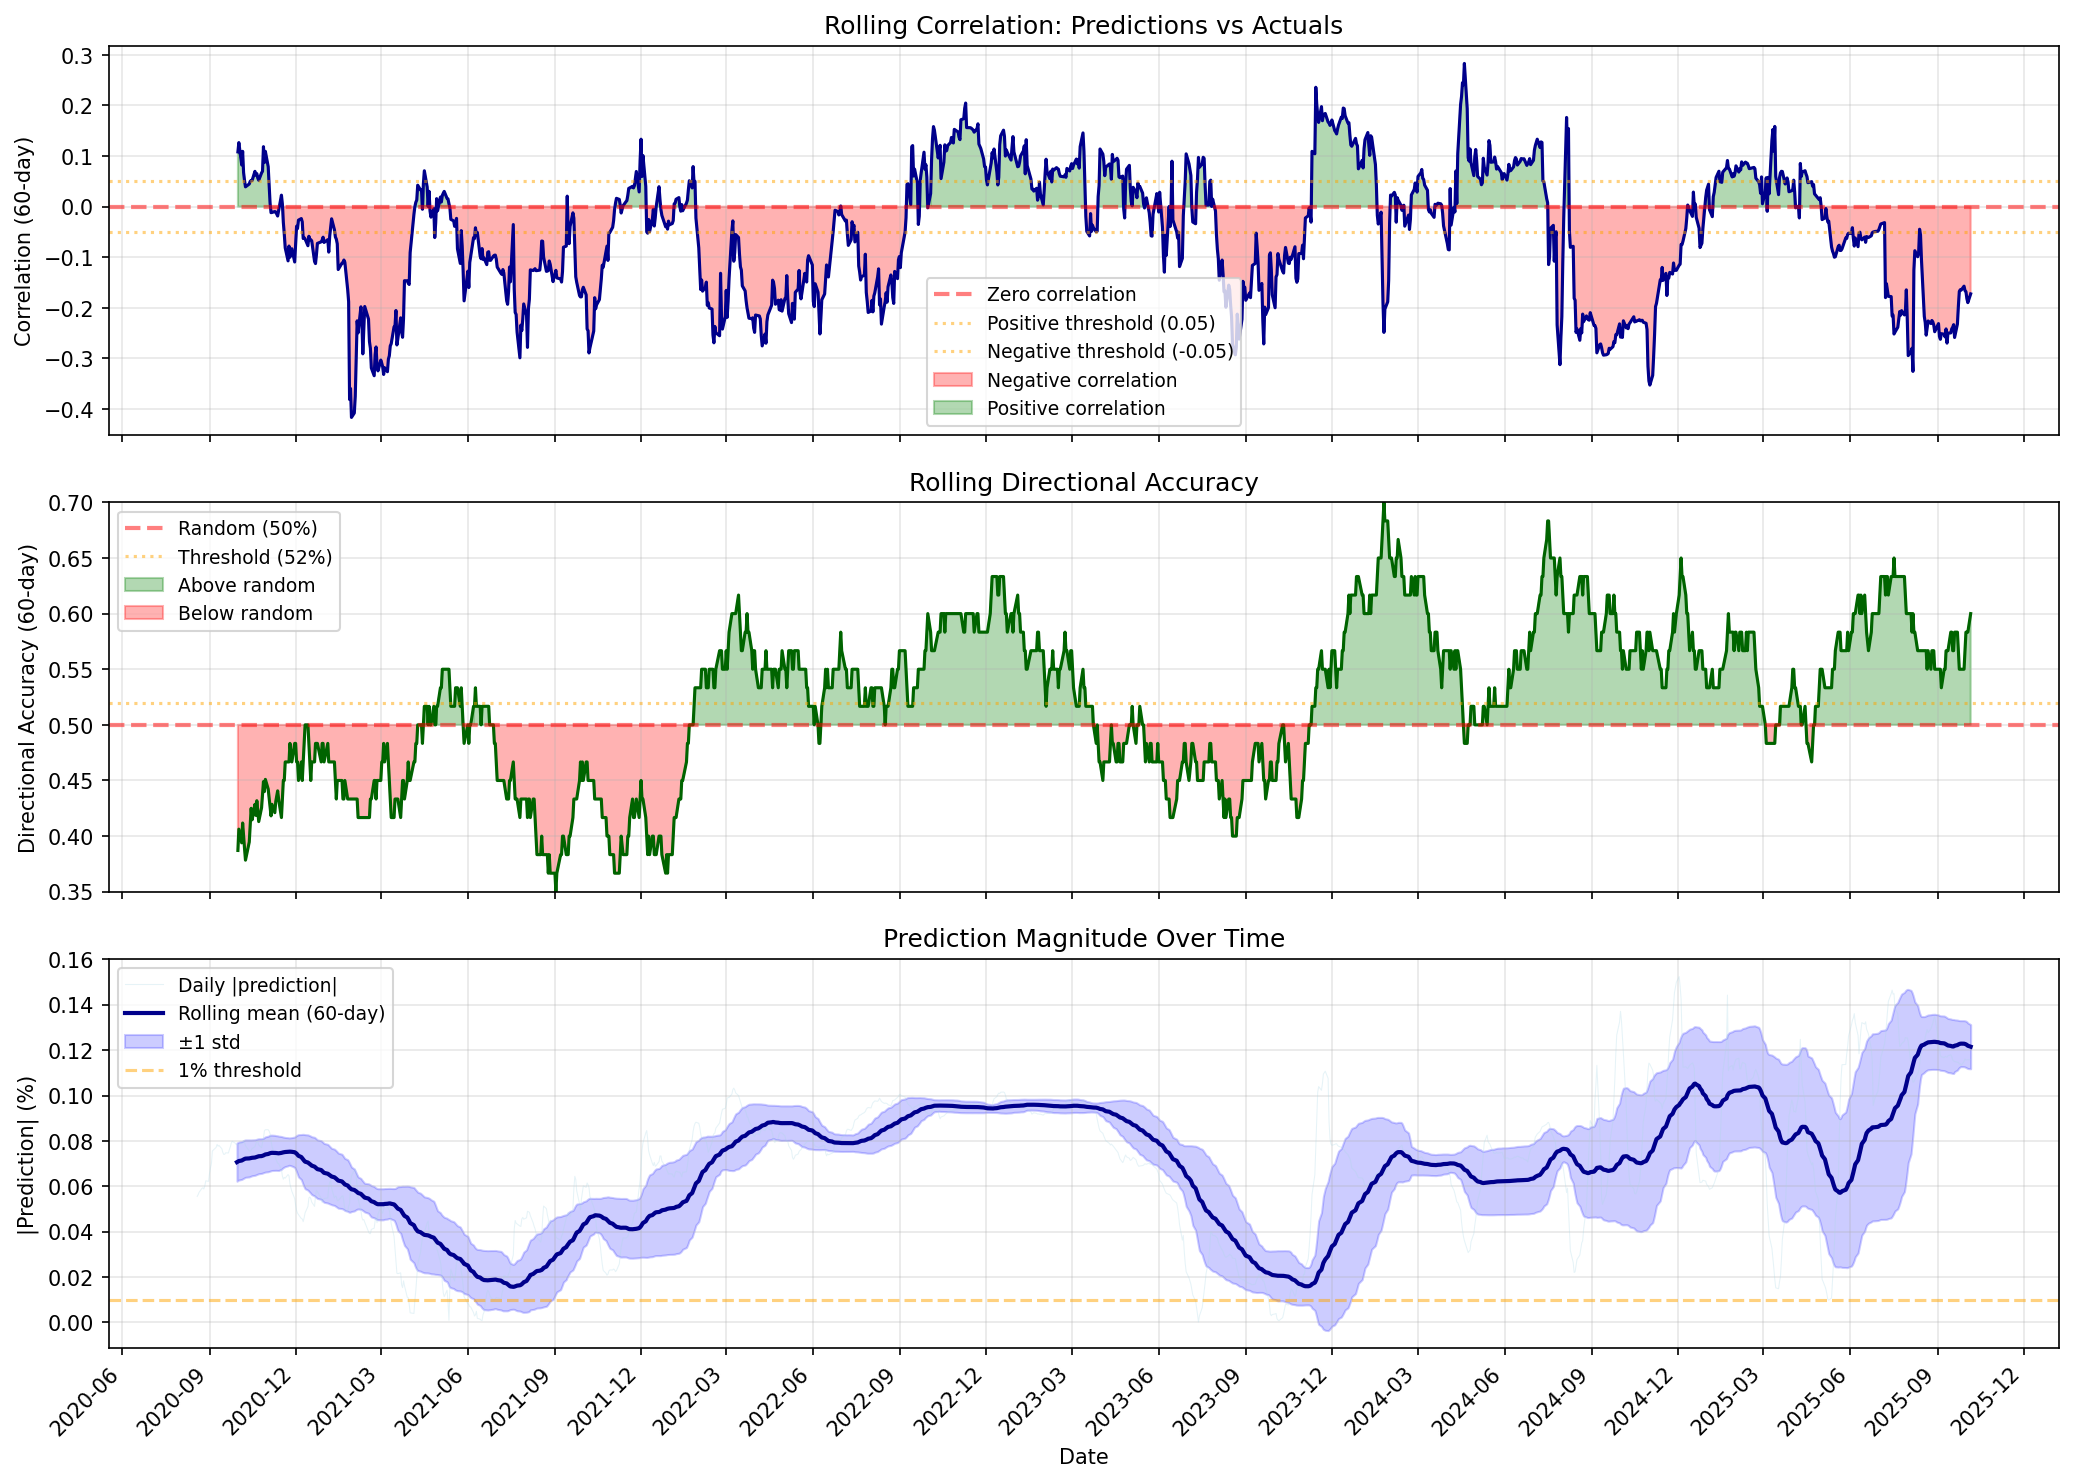 Rolling Correlation: Predictions vs Actuals
Correlation (60-day)
0.3
0.2
0.1
0.0
−0.1
−0.2
−0.3
−0.4
Zero correlation
Positive threshold (0.05)
Negative threshold (-0.05)
Negative correlation
Positive correlation
Rolling Directional Accuracy
Directional Accuracy (60-day)
0.70
0.65
0.60
0.55
0.50
0.45
0.40
0.35
Random (50%)
Threshold (52%)
Above random
Below random
Prediction Magnitude Over Time
|Prediction| (%)
0.16
0.14
0.12
0.10
0.08
0.06
0.04
0.02
0.00
Daily |prediction|
Rolling mean (60-day)
±1 std
1% threshold
2020-06
2020-09
2020-12
2021-03
2021-06
2021-09
2021-12
2022-03
2022-06
2022-09
2022-12
2023-03
2023-06
2023-09
2023-12
2024-03
2024-06
2024-09
2024-12
2025-03
2025-06
2025-09
2025-12
Date